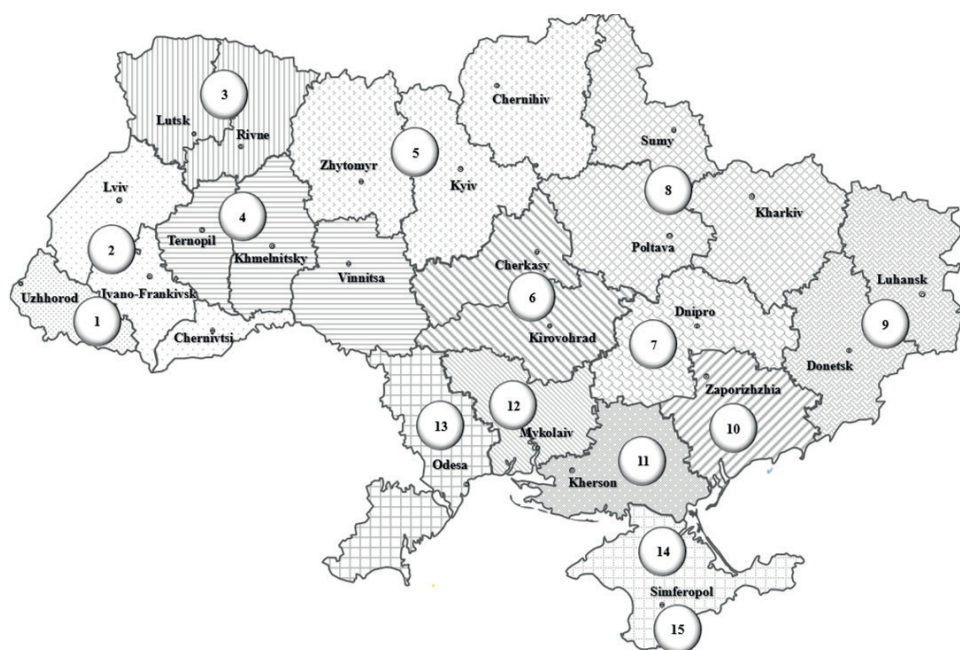 Chernihiv
3
Lutsk
Rivne
Sumy
5
Zhytomyr
Kyiv
8
Lviv
Kharkiv
4
Ternopil
Khmelnitsky
Poltava
2
Cherkasy
Vinnitsa
Luhansk
Uzhhorod
Ivano-Frankivsk
6
1
Dnipro
9
Chernivtsi
Kirovohrad
7
Donetsk
Zaporizhzhia
12
13
10
Mykolaiv
11
Odesa
Kherson
14
Simferopol
15